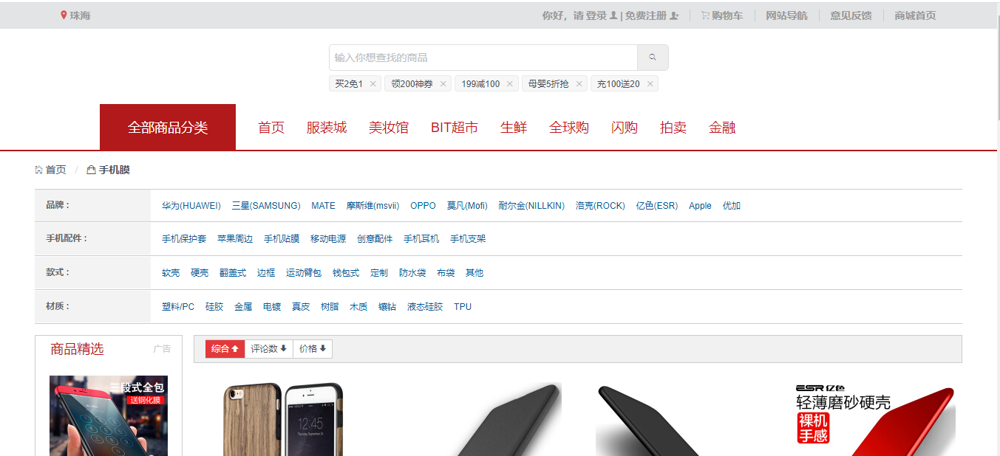 珠海 你好，请 登录 | 免费注册 购物车 网站导航 意见反馈 商城首页
输入你想查找的商品
买2免1 领200神券 199减100 母婴5折抢 充100送20
全部商品分类 首页 服装城 美妆馆 BIT超市 生鲜 全球购 闪购 拍卖 金融
首页 / 手机膜
品牌 : 华为(HUAWEI) 三星(SAMSUNG) MATE 摩斯维(msvii) OPPO 莫凡(Mofi) 耐尔金(NILLKIN) 洛克(ROCK) 亿色(ESR) Apple 优加
手机配件 : 手机保护套 苹果周边 手机贴膜 移动电源 创意配件 手机耳机 手机支架
款式 : 软壳 硬壳 翻盖式 边框 运动臂包 钱包式 定制 防水袋 布袋 其他
材质 : 塑料/PC 硅胶 金属 电镀 真皮 树脂 木质 镶钻 液态硅胶 TPU
商品精选 广告 综合 评论数 价格
三段式全包
送钢化膜
12:45
ESR 亿色
轻薄磨砂硬壳
裸机
手感